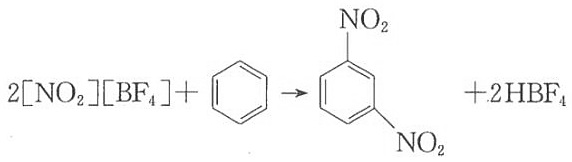 NO₂
2[NO₂][BF₄]+ → +2HBF₄
NO₂